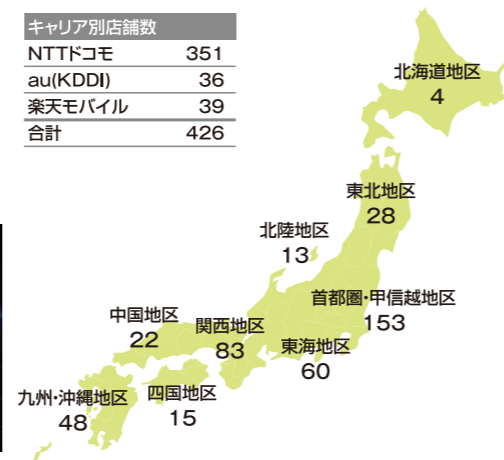 キャリア別店舗数
NTTドコモ 351
au(KDDI) 36
楽天モバイル 39
合計 426
北海道地区
4
東北地区
28
北陸地区
13
首都圏・甲信越地区
153
中国地区
22
関西地区
83
東海地区
60
九州・沖縄地区
48
四国地区
15